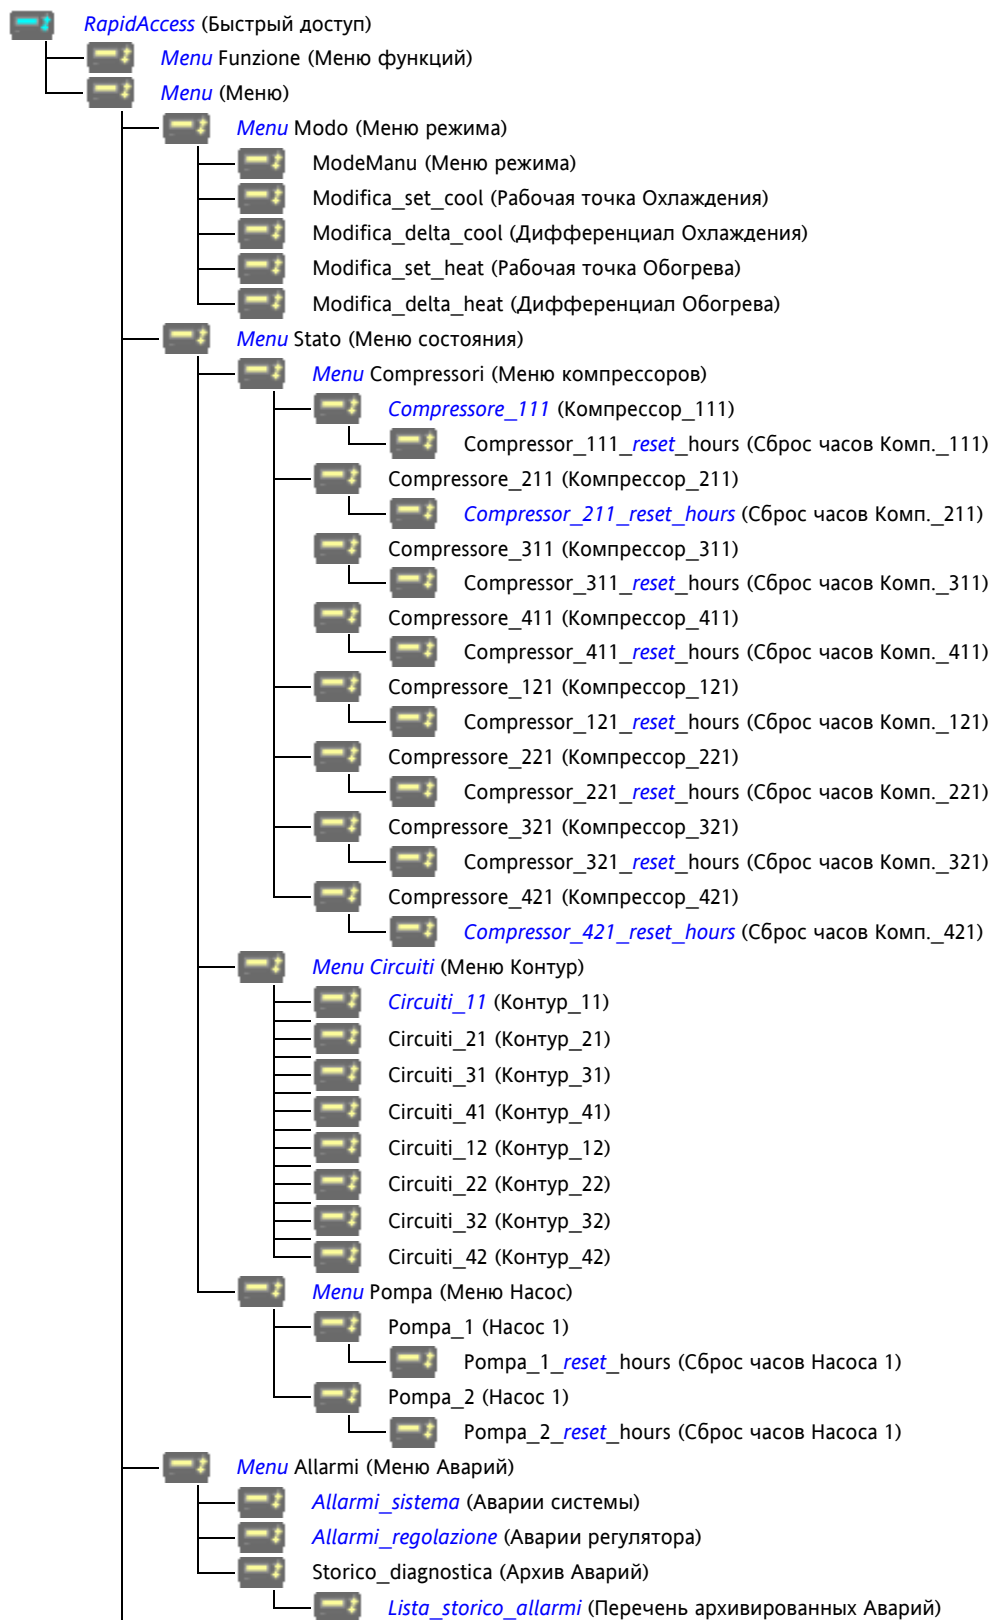 RapidAccess (Быстрый доступ)
Menu Funzione (Меню функций)
Menu (Меню)
Menu Modo (Меню режима)
ModeManu (Меню режима)
Modifica_set_cool (Рабочая точка Охлаждения)
Modifica_delta_cool (Дифференциал Охлаждения)
Modifica_set_heat (Рабочая точка Обогрева)
Modifica_delta_heat (Дифференциал Обогрева)
Menu Stato (Меню состояния)
Menu Compressori (Меню компрессоров)
Compressore_111 (Компрессор_111)
Compressor_111_reset_hours (Сброс часов Комп._111)
Compressore_211 (Компрессор_211)
Compressor_211_reset_hours (Сброс часов Комп._211)
Compressore_311 (Компрессор_311)
Compressor_311_reset_hours (Сброс часов Комп._311)
Compressore_411 (Компрессор_411)
Compressor_411_reset_hours (Сброс часов Комп._411)
Compressore_121 (Компрессор_121)
Compressor_121_reset_hours (Сброс часов Комп._121)
Compressore_221 (Компрессор_221)
Compressor_221_reset_hours (Сброс часов Комп._221)
Compressore_321 (Компрессор_321)
Compressor_321_reset_hours (Сброс часов Комп._321)
Compressore_421 (Компрессор_421)
Compressor_421_reset_hours (Сброс часов Комп._421)
Menu Circuiti (Меню Контур)
Circuiti_11 (Контур_11)
Circuiti_21 (Контур_21)
Circuiti_31 (Контур_31)
Circuiti_41 (Контур_41)
Circuiti_12 (Контур_12)
Circuiti_22 (Контур_22)
Circuiti_32 (Контур_32)
Circuiti_42 (Контур_42)
Menu Pompa (Меню Насос)
Pompa_1 (Насос 1)
Pompa_1_reset_hours (Сброс часов Насоса 1)
Pompa_2 (Насос 1)
Pompa_2_reset_hours (Сброс часов Насоса 1)
Menu Allarmi (Меню Аварий)
Allarmi_sistema (Аварии системы)
Allarmi_regolazione (Аварии регулятора)
Storico_diagnostica (Архив Аварий)
Lista_storico_allarmi (Перечень архивированных Аварий)